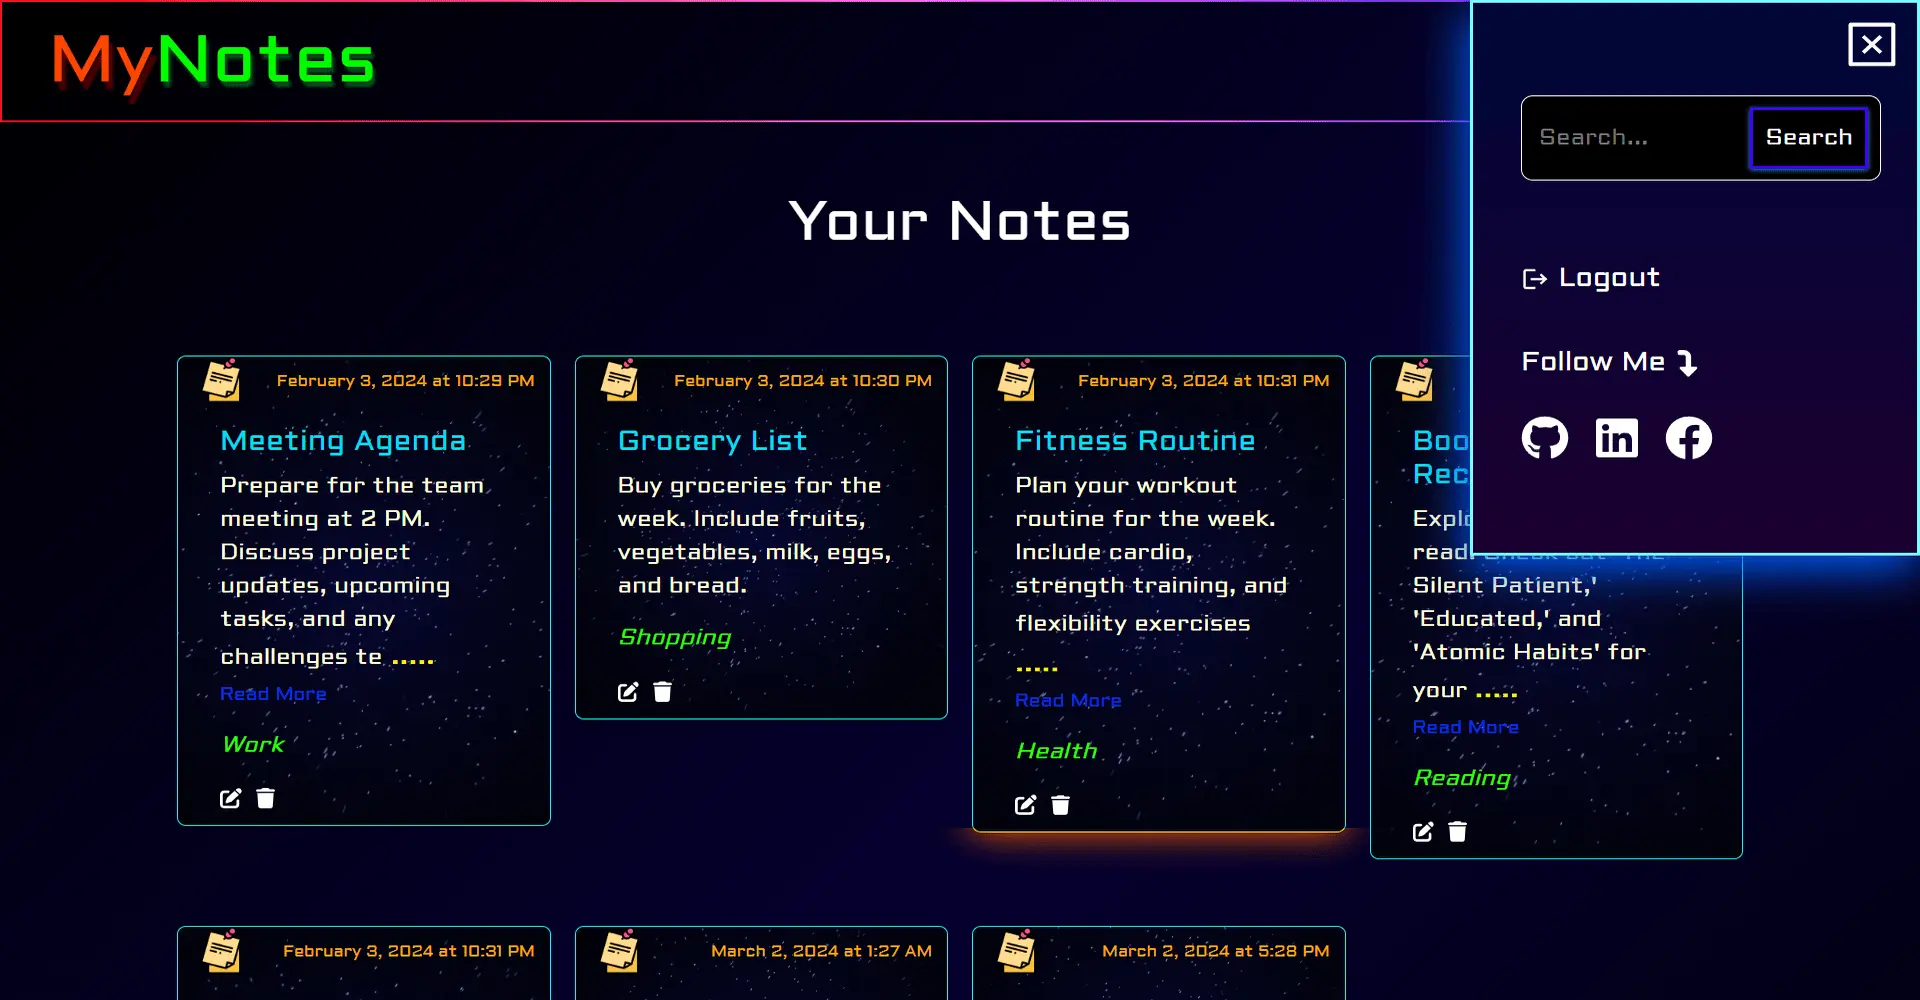 MyNotes
Search...
Search
Logout
Follow Me
Your Notes
February 3, 2024 at 10:29 PM
Meeting Agenda
Prepare for the team
meeting at 2 PM.
Discuss project
updates, upcoming
tasks, and any
challenges te .....
Read More
Work
February 3, 2024 at 10:30 PM
Grocery List
Buy groceries for the
week. Include fruits,
vegetables, milk, eggs,
and bread.
Shopping
February 3, 2024 at 10:31 PM
Fitness Routine
Plan your workout
routine for the week.
Include cardio,
strength training, and
flexibility exercises
.....
Read More
Health
Boo
Rec
Explo
read.
Silent Patient,'
'Educated,' and
'Atomic Habits' for
your .....
Read More
Reading
February 3, 2024 at 10:31 PM
March 2, 2024 at 1:27 AM
March 2, 2024 at 5:28 PM